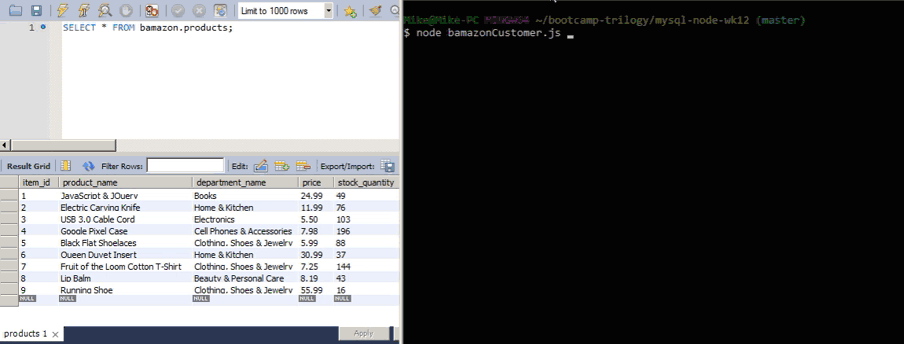 Limit to 1000 rows
1 SELECT * FROM bamazon.products;
Result Grid Filter Rows: Edit: Export/Import:
item_id product_name department_name price stock_quantity
1 JavaScript & JQuery Books 24.99 49
2 Electric Carving Knife Home & Kitchen 11.99 76
3 USB 3.0 Cable Cord Electronics 5.50 103
4 Google Pixel Case Cell Phones & Accessories 7.98 196
5 Black Flat Shoelaces Clothing, Shoes & Jewelry 5.99 88
6 Queen Duvet Insert Home & Kitchen 30.99 37
7 Fruit of the Loom Cotton T-Shirt Clothing, Shoes & Jewelry 7.25 144
8 Lip Balm Beauty & Personal Care 8.19 43
9 Running Shoe Clothing, Shoes & Jewelry 55.99 16
NULL NULL NULL NULL NULL
products 1 Apply
Mike@Mike-PC MINGW64 ~/bootcamp-trilogy/mysql-node-wk12 (master)
$ node bamazonCustomer.js